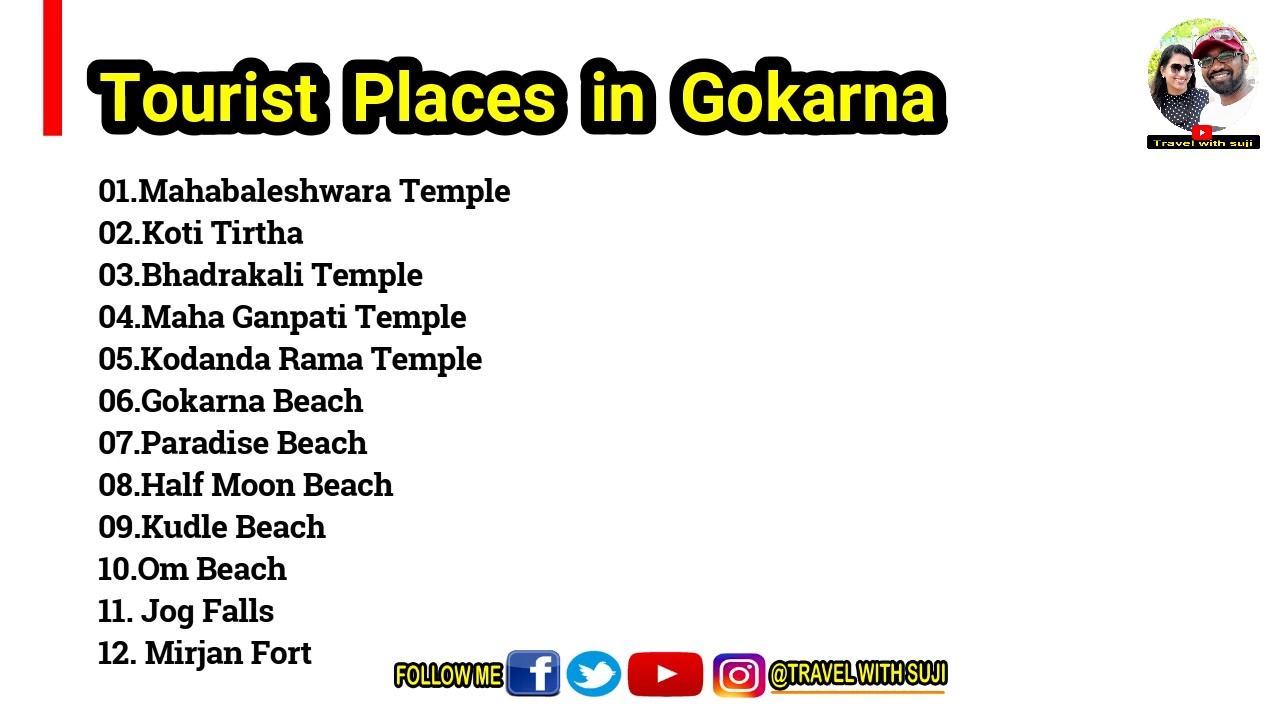 Tourist Places in Gokarna
Travel with suji
01.Mahabaleshwara Temple
02.Koti Tirtha
03.Bhadrakali Temple
04.Maha Ganpati Temple
05.Kodanda Rama Temple
06.Gokarna Beach
07.Paradise Beach
08.Half Moon Beach
09.Kudle Beach
10.Om Beach
11. Jog Falls
12. Mirjan Fort
FOLLOW ME @TRAVEL WITH SUJI